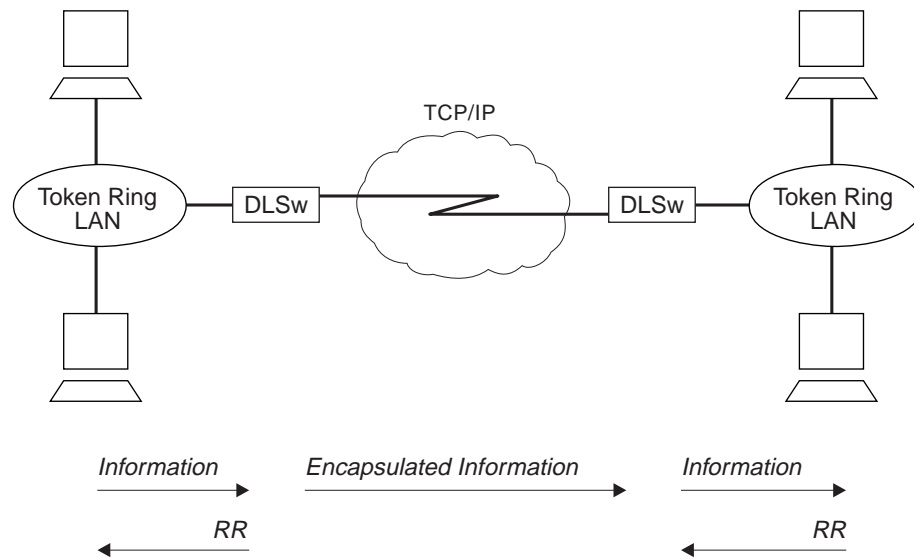 TCP/IP
Token Ring
LAN
DLSw
DLSw
Token Ring
LAN
Information
Encapsulated Information
Information
RR
RR